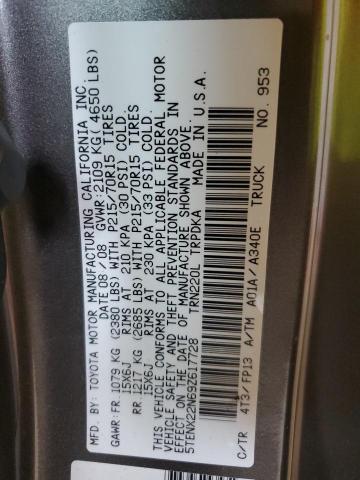 MFD. BY: TOYOTA MOTOR MANUFACTURING CALIFORNIA INC
DATE 08/08 GVWR: 2109 KG( 4650 LBS)
GAWR: FR. 1079 KG (2380 LBS) WITH P215/70R15 TIRES
15X6J RIMS AT 210 KPA (30 PSI) COLD.
RR. 1217 KG (2685 LBS) WITH P215/70R15 TIRES
15X6J RIMS AT 230 KPA (33 PSI) COLD.
THIS VEHICLE CONFORMS TO ALL APPLICABLE FEDERAL MOTOR
VEHICLE SAFETY AND THEFT PREVENTION STANDARDS IN
EFFECT ON THE DATE OF MANUFACTURE SHOWN ABOVE.
5TENX22N69Z617728 TRN220L-TRPDKA MADE IN U.S.A.
TRUCK
C/TR 4T3/FP13 A/TM A01A/A340E NO. 953